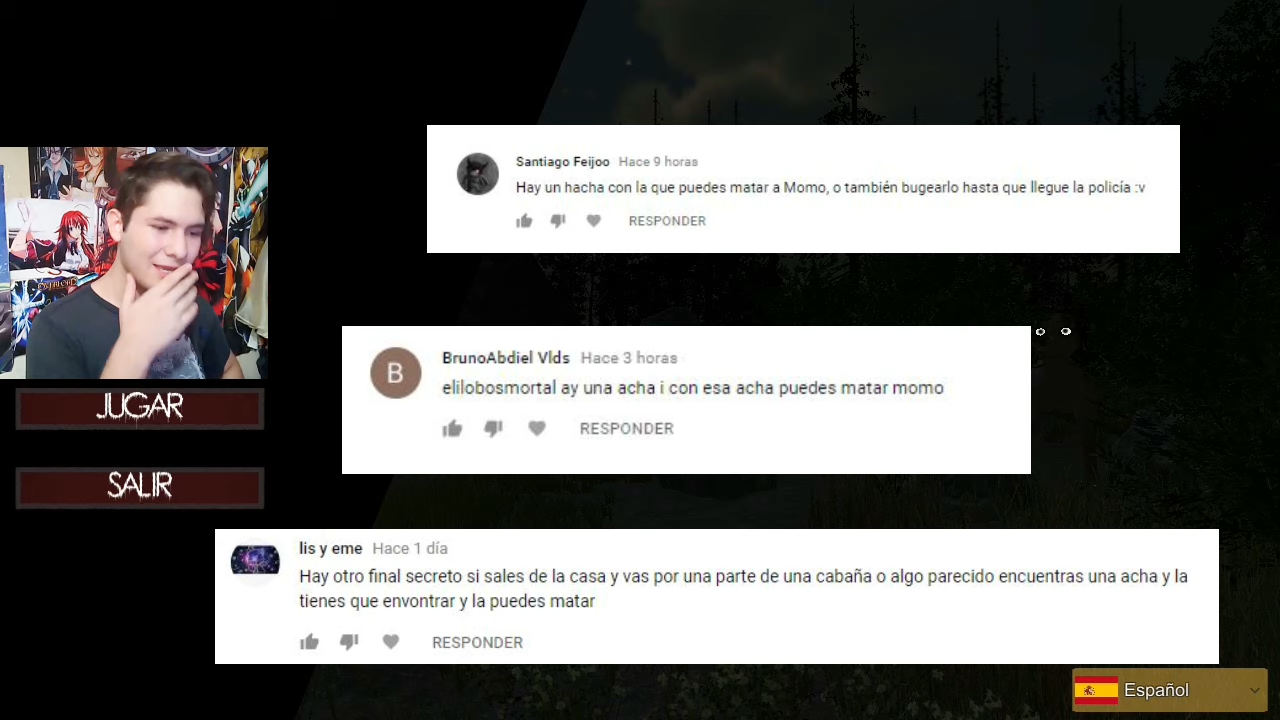 Santiago Feijoo Hace 9 horas
Hay un hacha con la que puedes matar a Momo, o también bugearlo hasta que llegue la policía :v
RESPONDER
B
BrunoAbdiel Vlds Hace 3 horas
elilobosmortal ay una acha i con esa acha puedes matar momo
RESPONDER
JUGAR
SALIR
lis y eme Hace 1 día
Hay otro final secreto si sales de la casa y vas por una parte de una cabaña o algo parecido encuentras una acha y la
tienes que envontrar y la puedes matar
RESPONDER
Español